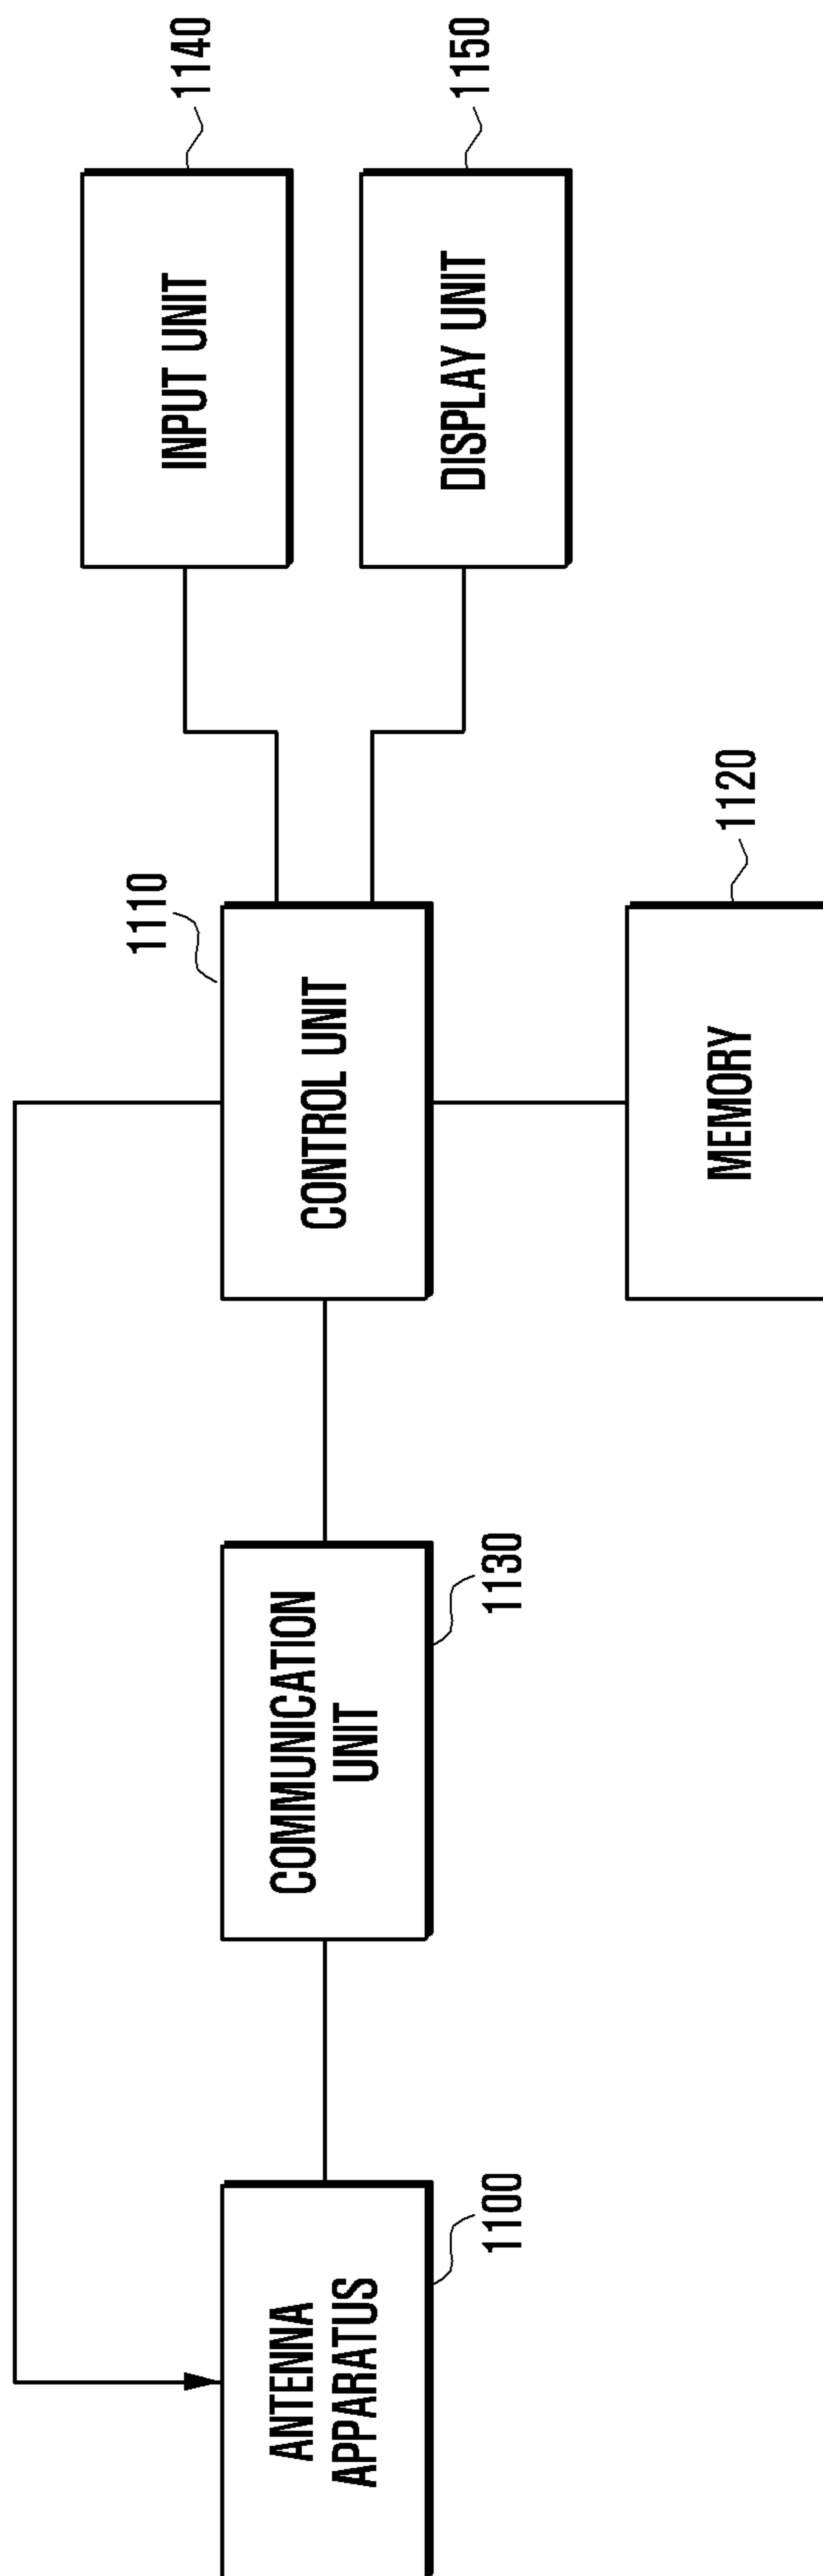 1110
1140
INPUT UNIT
1150
DISPLAY UNIT
ANTENNA
APPARATUS
1100
COMMUNICATION
UNIT
1130
CONTROL UNIT
1120
MEMORY